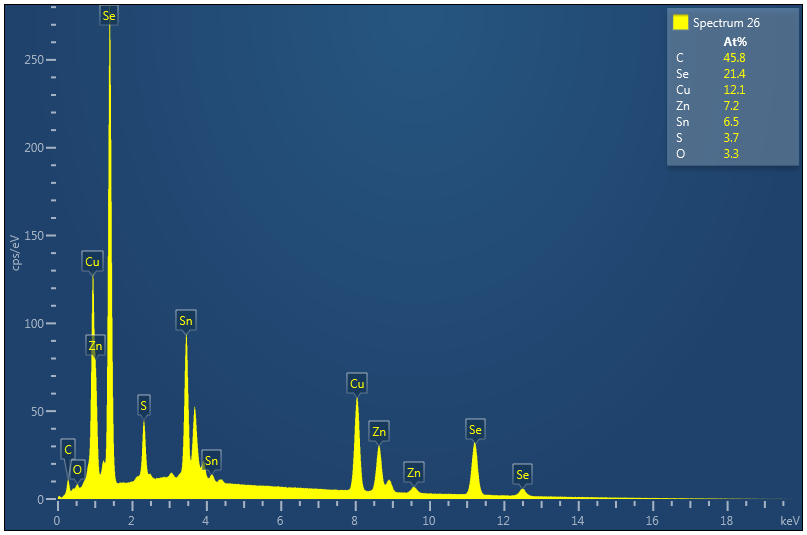 Spectrum 26
At%
C 45.8
Se 21.4
Cu 12.1
Zn 7.2
Sn 6.5
S 3.7
O 3.3
Se
250
200
Cu
150
cps/eV
Sn
100
Zn
Cu
S
50
Zn
Se
C
O
Sn
Zn
Se
0
0 2 4 6 8 10 12 14 16 18 keV